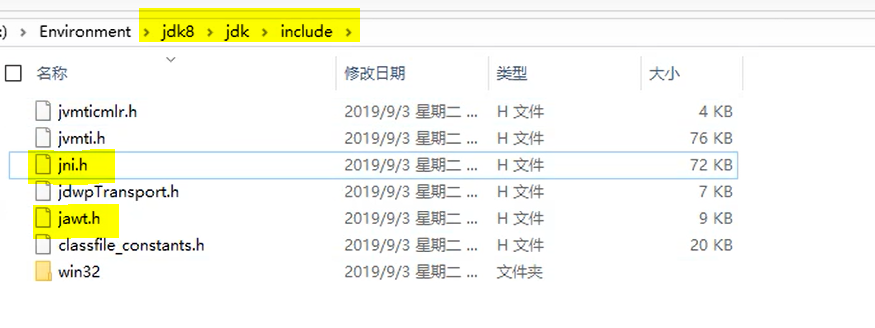 :) > Environment > jdk8 > jdk > include >
名称 修改日期 类型 大小
jvmticmlr.h 2019/9/3 星期二 ... H 文件 4 KB
jvmti.h 2019/9/3 星期二 ... H 文件 76 KB
jni.h 2019/9/3 星期二 ... H 文件 72 KB
jdwpTransport.h 2019/9/3 星期二 ... H 文件 7 KB
jawt.h 2019/9/3 星期二 ... H 文件 9 KB
classfile_constants.h 2019/9/3 星期二 ... H 文件 20 KB
win32 2019/9/3 星期二 ... 文件夹